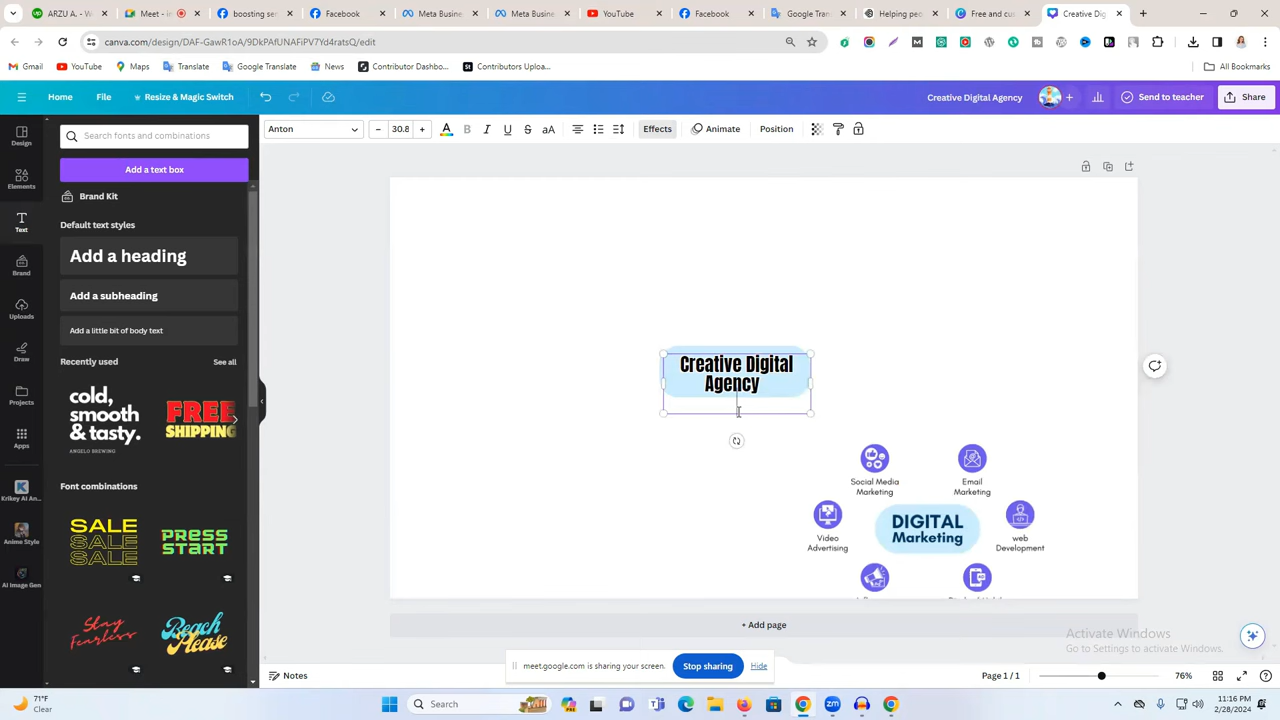 ARZU A.
Meet -
boosting ser
Facebook
Facebook
Meta Busine
Meta Busine
YouTube
Facebook
Google Trans
Helping peo
Free and cus
Creative Dig
canva.com/design/DAF-GawR1oA/9DkPAfUNAFiPV7Yd4ratsQ/edit
Gmail
YouTube
Maps
Translate
Google Translate
News
Contributor Dashbo...
Contributors Uploa...
All Bookmarks
Home
File
Resize & Magic Switch
Creative Digital Agency
Send to teacher
Share
Search fonts and combinations
Anton
30.8
Effects
Animate
Position
Add a text box
Design
Elements
Text
Brand
Uploads
Draw
Projects
Apps
Krikey AI An...
Anime Style
AI Image Gen
Brand Kit
Default text styles
Add a heading
Add a subheading
Add a little bit of body text
Recently used
See all
cold,
smooth
& tasty.
ANGELO BREWING
FREE
SHIPPING
Font combinations
SALE
SALE
SALE
PRESS
START
Stay
Fearless
Beach
Please
Creative Digital
Agency
Social Media
Marketing
Email
Marketing
Video
Advertising
DIGITAL
Marketing
web
Development
+ Add page
Activate Windows
Go to Settings to activate Windows.
meet.google.com is sharing your screen.
Stop sharing
Hide
Notes
Page 1 / 1
76%
71°F
Clear
Search
11:16 PM
2/28/2024